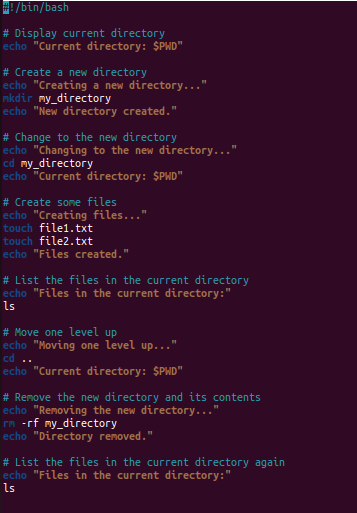 #!/bin/bash
# Display current directory
echo "Current directory: $PWD"
# Create a new directory
echo "Creating a new directory..."
mkdir my_directory
echo "New directory created."
# Change to the new directory
echo "Changing to the new directory..."
cd my_directory
echo "Current directory: $PWD"
# Create some files
echo "Creating files..."
touch file1.txt
touch file2.txt
echo "Files created."
# List the files in the current directory
echo "Files in the current directory:"
ls
# Move one level up
echo "Moving one level up..."
cd ..
echo "Current directory: $PWD"
# Remove the new directory and its contents
echo "Removing the new directory..."
rm -rf my_directory
echo "Directory removed."
# List the files in the current directory again
echo "Files in the current directory:"
ls